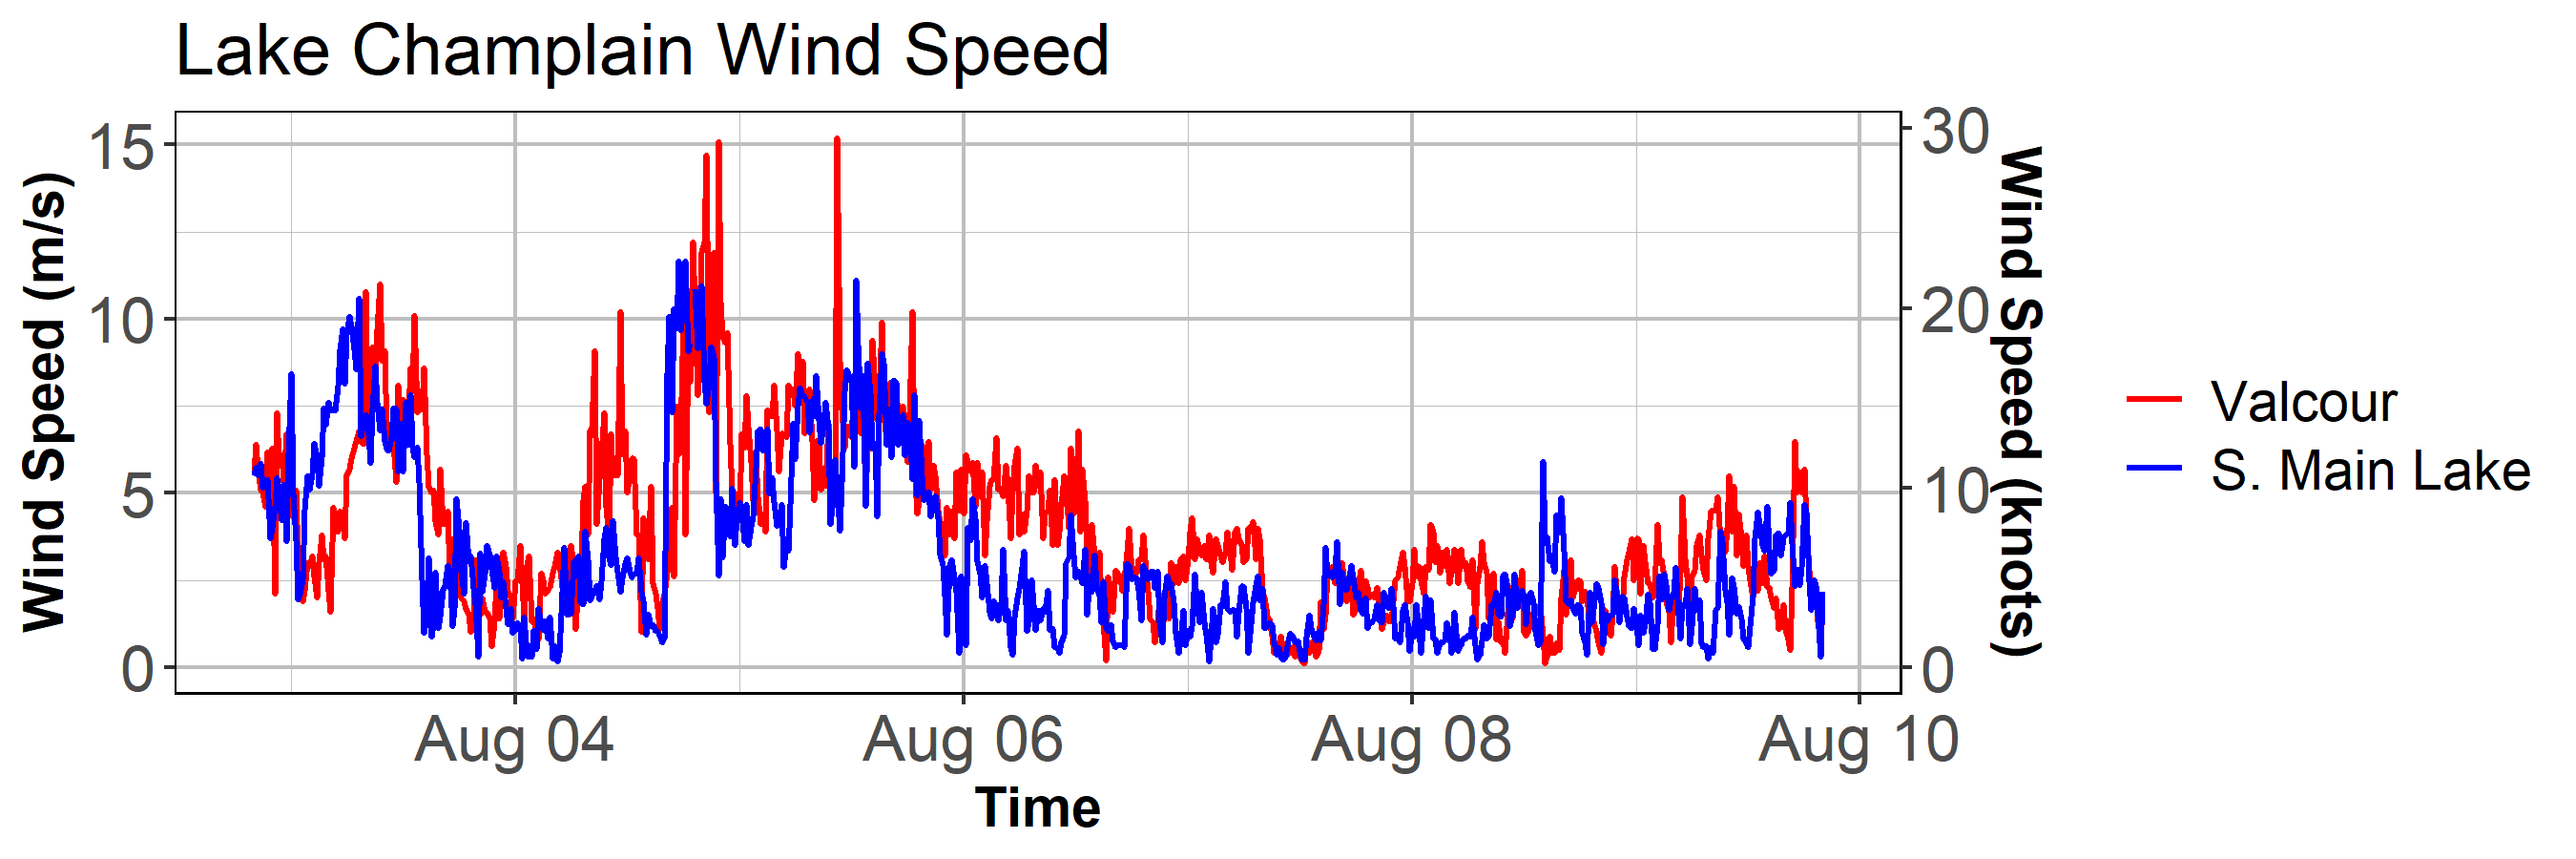 Lake Champlain Wind Speed
Wind Speed (m/s)
15
10
5
0
30
20
10
0
Wind Speed (knots)
Aug 04
Aug 06
Aug 08
Aug 10
Time
Valcour
S. Main Lake